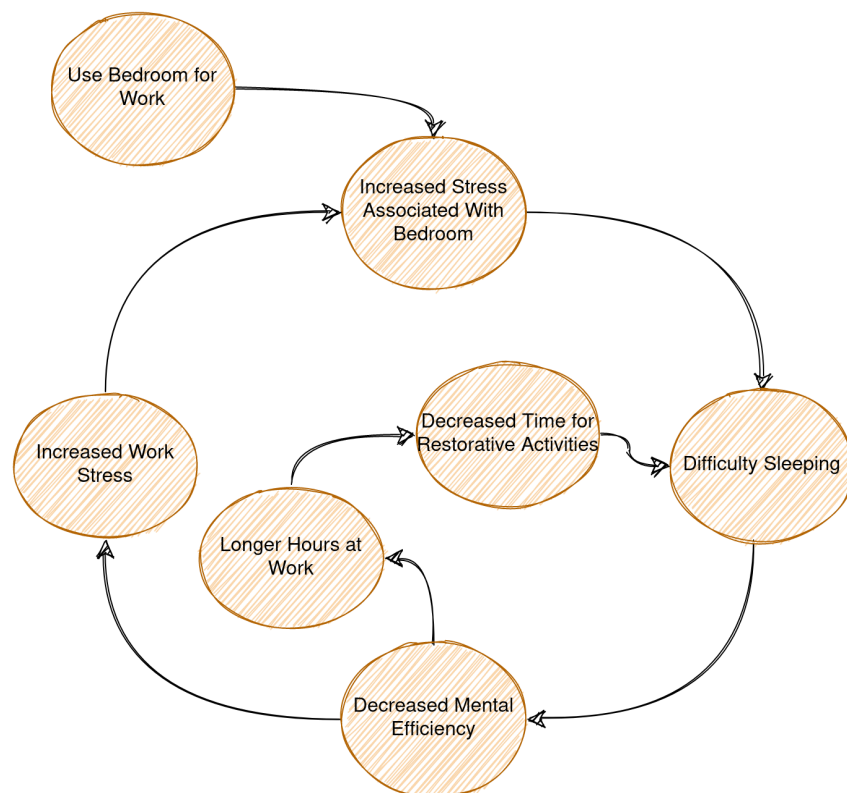 Use Bedroom for
Work
Increased Stress
Associated With
Bedroom
Decreased Time for
Restorative Activities
Difficulty Sleeping
Increased Work
Stress
Longer Hours at
Work
Decreased Mental
Efficiency